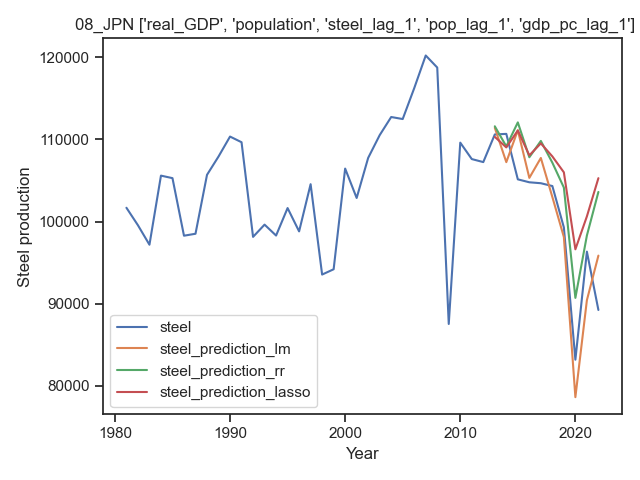 08_JPN ['real_GDP', 'population', 'steel_lag_1', 'pop_lag_1', 'gdp_pc_lag_1']
120000
110000
100000
90000
80000
Steel production
steel
steel_prediction_lm
steel_prediction_rr
steel_prediction_lasso
1980
1990
2000
2010
2020
Year